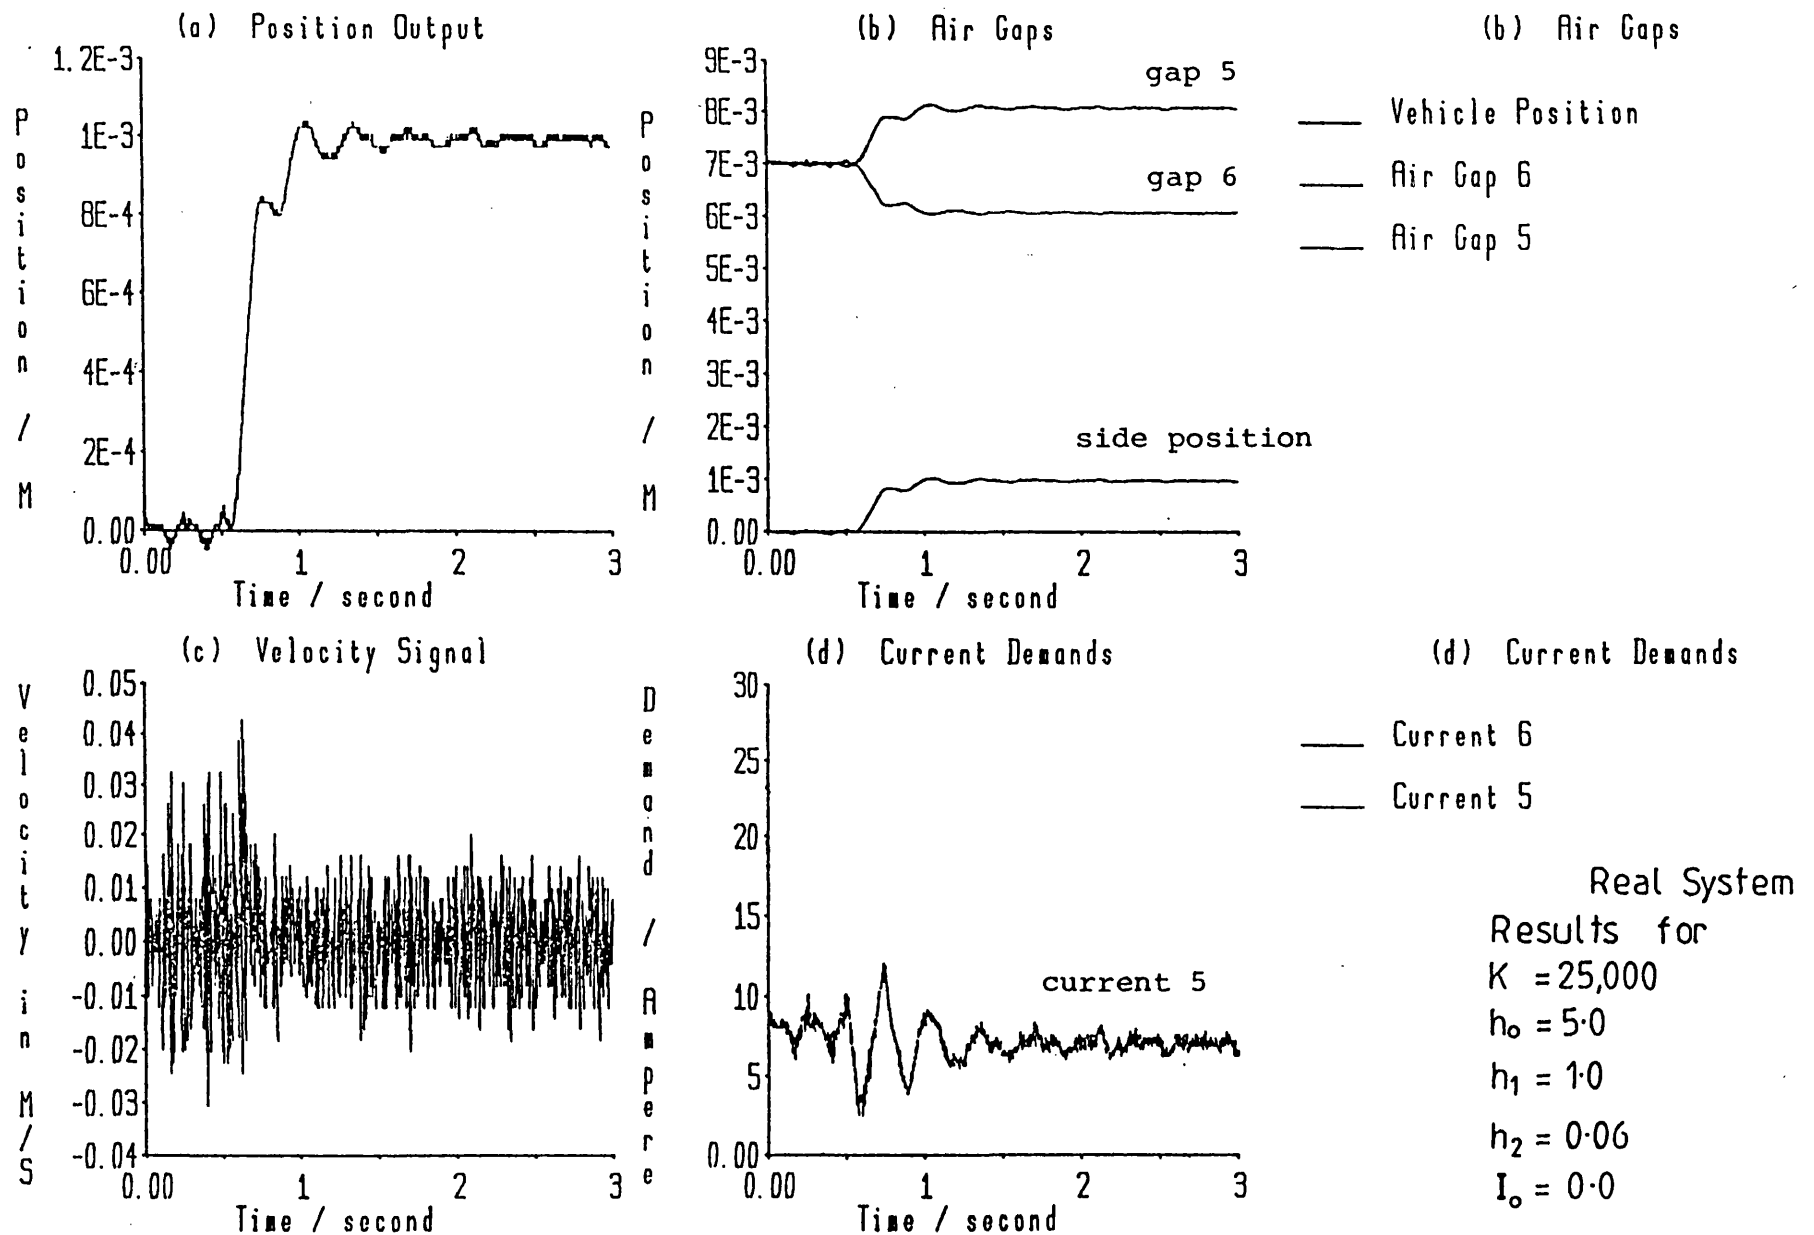 (a) Position Output
Position / M
1.2E-3
1E-3
8E-4
6E-4
4E-4
2E-4
0.00
0.00 1 2 3
Time / second
(b) Air Gaps
Position / M
9E-3
8E-3
7E-3
6E-3
5E-3
4E-3
3E-3
2E-3
1E-3
0.00
gap 5
gap 6
side position
0.00 1 2 3
Time / second
(b) Air Gaps
Vehicle Position
Air Gap 6
Air Gap 5
(c) Velocity Signal
Velocity in M/S
0.05
0.04
0.03
0.02
0.01
0.00
-0.01
-0.02
-0.03
-0.04
0.00 1 2 3
Time / second
(d) Current Demands
Demand / Ampere
30
25
20
15
10
5
0.00
current 5
0.00 1 2 3
Time / second
(d) Current Demands
Current 6
Current 5
Real System
Results for
K = 25,000
h₀ = 5·0
h₁ = 1·0
h₂ = 0·06
I₀ = 0·0